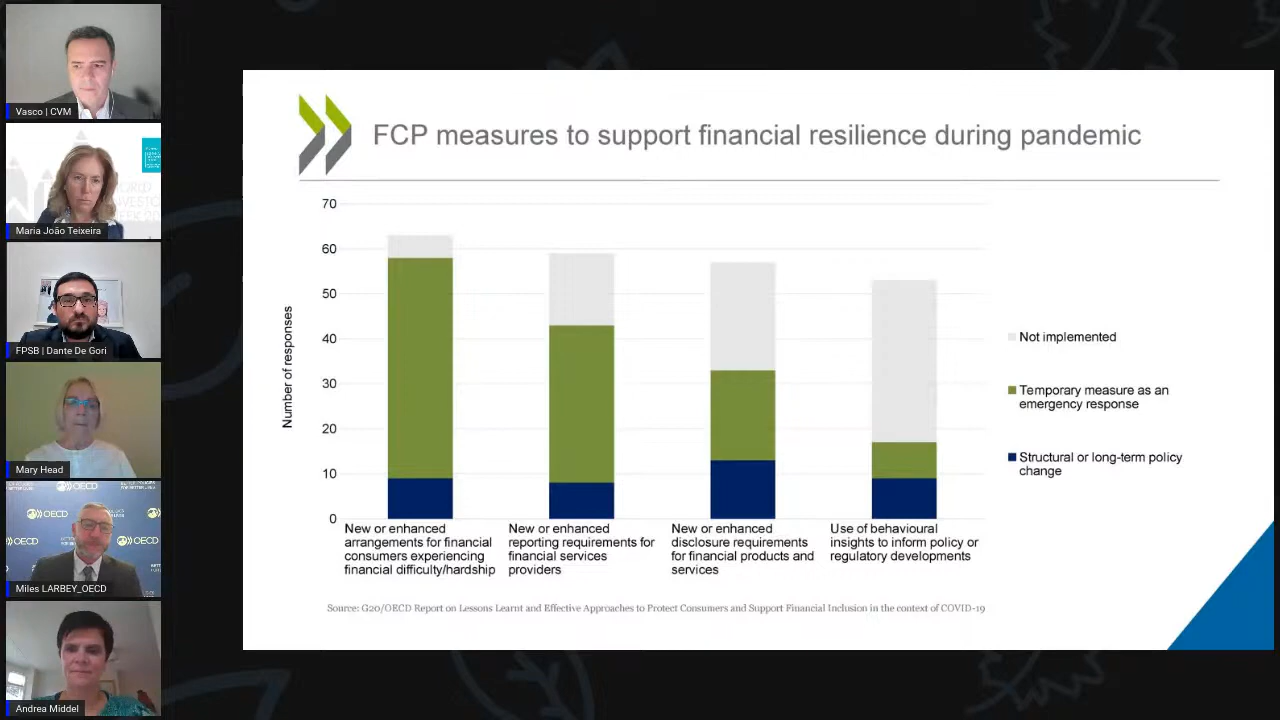 Vasco | CVM
WORLD
Maria João Teixeira
FPSB | Dante De Gori
Mary Head
OECD
OECD
OECD
Miles LARBEY_OECD
Andrea Middel
FCP measures to support financial resilience during pandemic
70
60
50
40
30
20
10
0
Number of responses
New or enhanced
arrangements for financial
consumers experiencing
financial difficulty/hardship
New or enhanced
reporting requirements for
financial services
providers
New or enhanced
disclosure requirements
for financial products and
services
Use of behavioural
insights to inform policy or
regulatory developments
Not implemented
Temporary measure as an
emergency response
Structural or long-term policy
change
Source: G20/OECD Report on Lessons Learnt and Effective Approaches to Protect Consumers and Support Financial Inclusion in the context of COVID-19